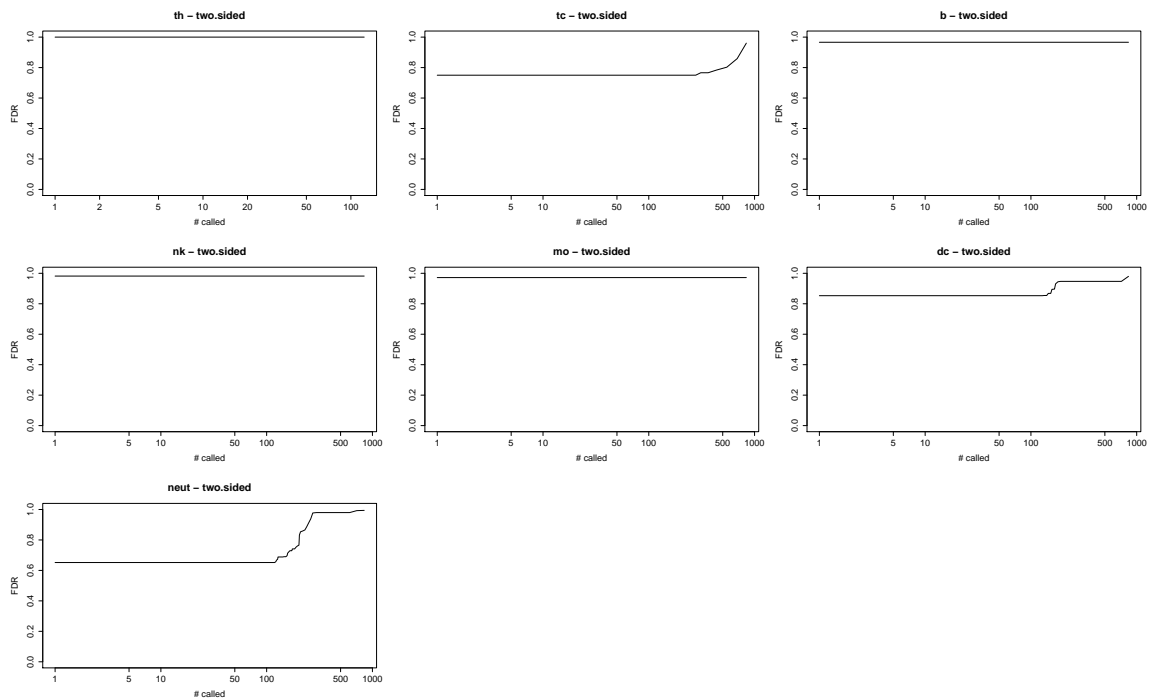 th – two.sided
FDR
0.0 0.2 0.4 0.6 0.8 1.0
1 2 5 10 20 50 100
# called
tc – two.sided
FDR
0.0 0.2 0.4 0.6 0.8 1.0
1 5 10 50 100 500 1000
# called
b – two.sided
FDR
0.0 0.2 0.4 0.6 0.8 1.0
1 5 10 50 100 500 1000
# called
nk – two.sided
FDR
0.0 0.2 0.4 0.6 0.8 1.0
1 5 10 50 100 500 1000
# called
mo – two.sided
FDR
0.0 0.2 0.4 0.6 0.8 1.0
1 5 10 50 100 500 1000
# called
dc – two.sided
FDR
0.0 0.2 0.4 0.6 0.8 1.0
1 5 10 50 100 500 1000
# called
neut – two.sided
FDR
0.0 0.2 0.4 0.6 0.8 1.0
1 5 10 50 100 500 1000
# called